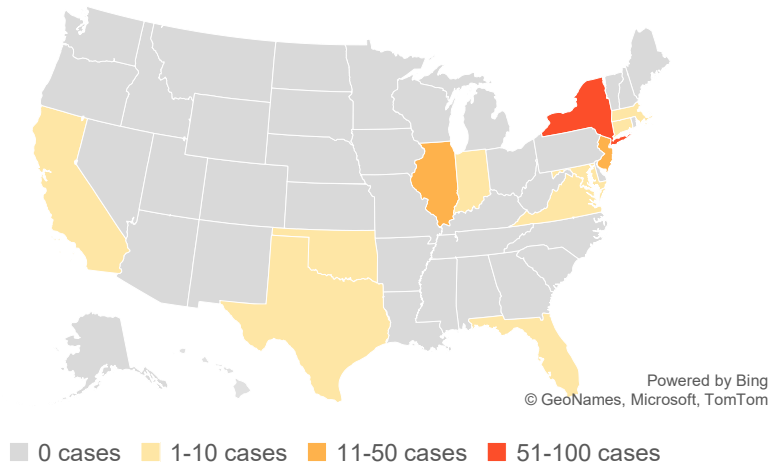 Powered by Bing
© GeoNames, Microsoft, TomTom
0 cases 1-10 cases 11-50 cases 51-100 cases